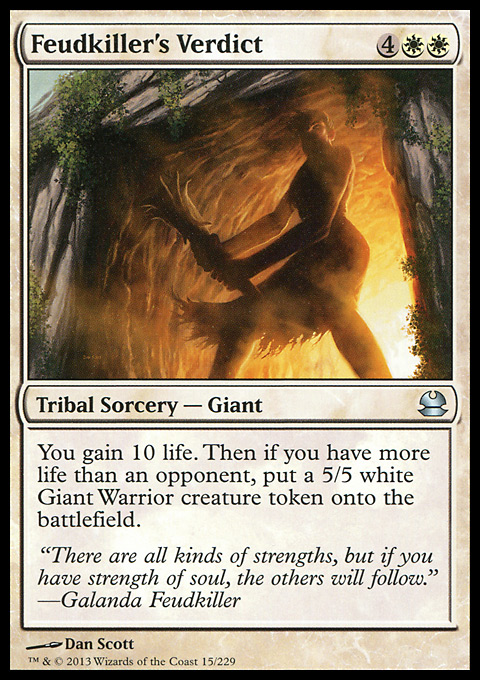 Feudkiller's Verdict 4
Tribal Sorcery — Giant
You gain 10 life. Then if you have more
life than an opponent, put a 5/5 white
Giant Warrior creature token onto the
battlefield.
"There are all kinds of strengths, but if you
have strength of soul, the others will follow."
—Galanda Feudkiller
Dan Scott
™ & © 2013 Wizards of the Coast 15/229